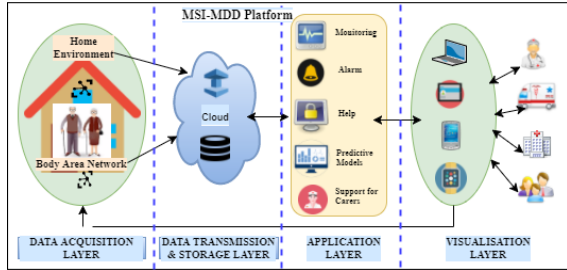 MSI-MDD Platform
Home
Environment
Body Area Network
Cloud
Monitoring
Alarm
Help
Predictive
Models
Support for
Carers
DATA ACQUISITION
LAYER
DATA TRANSMISSION
& STORAGE LAYER
APPLICATION
LAYER
VISUALISATION
LAYER